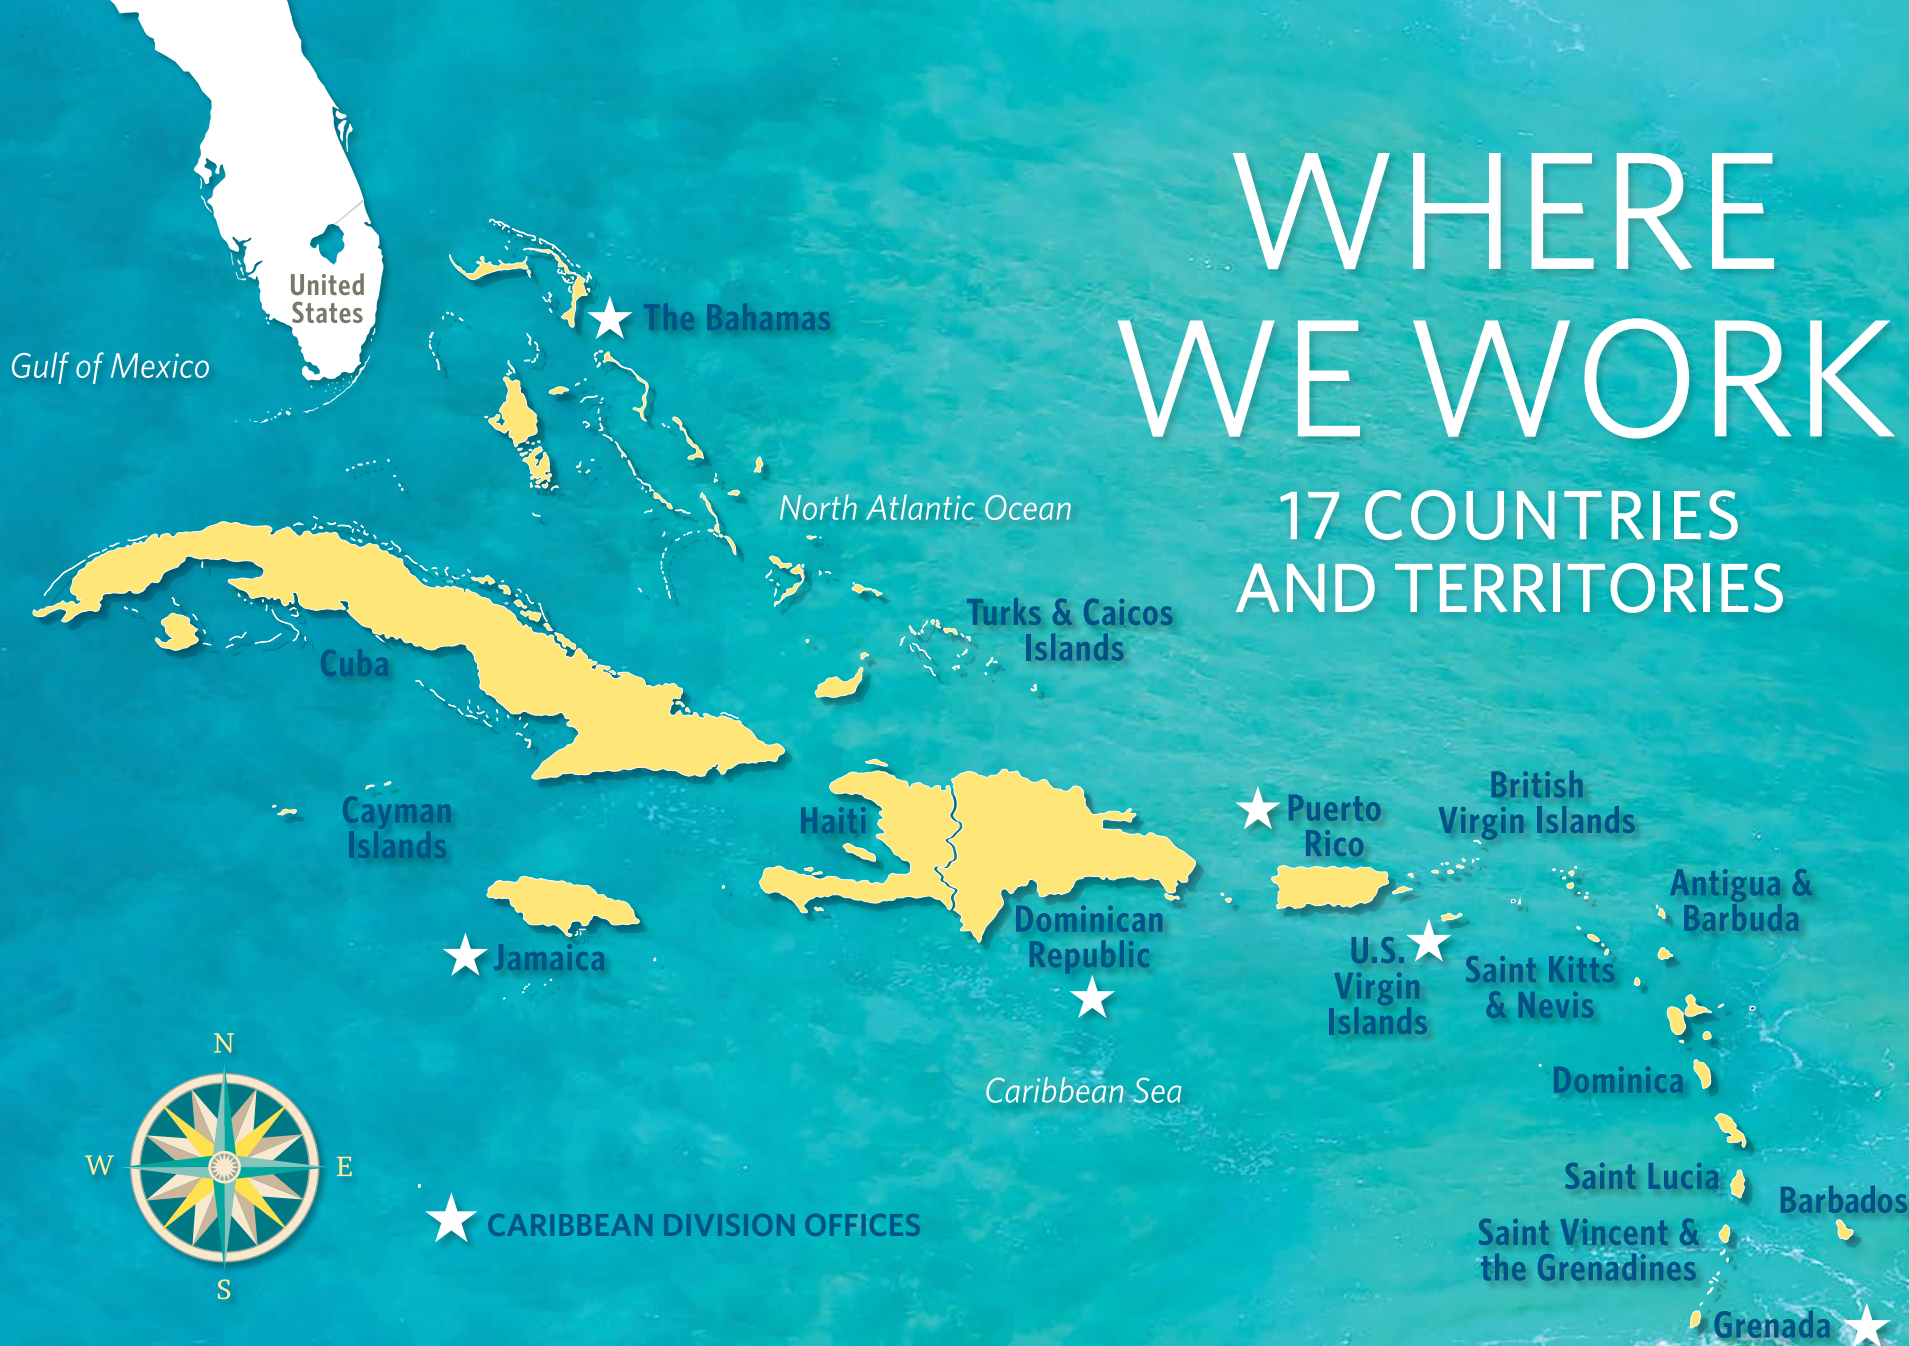 WHERE
WE WORK
17 COUNTRIES
AND TERRITORIES
United
States
Gulf of Mexico
The Bahamas
North Atlantic Ocean
Turks & Caicos
Islands
Cuba
Cayman
Islands
Haiti
Puerto
Rico
British
Virgin Islands
Antigua &
Barbuda
Jamaica
Dominican
Republic
U.S.
Virgin
Islands
Saint Kitts
& Nevis
Caribbean Sea
Dominica
Saint Lucia
Barbados
Saint Vincent &
the Grenadines
Grenada
N
W
E
S
CARIBBEAN DIVISION OFFICES